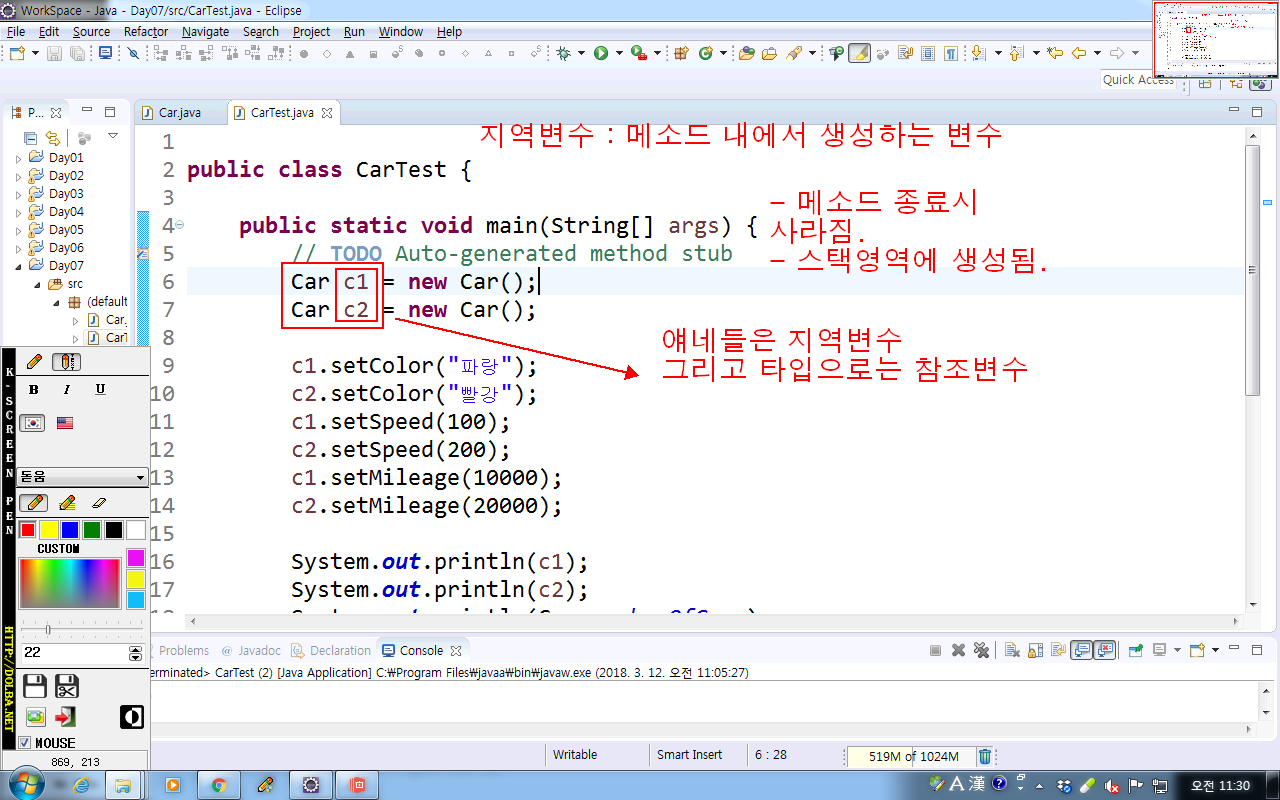 WorkSpace - Java - Day07/src/CarTest.java - Eclipse
File Edit Source Refactor Navigate Search Project Run Window Help
Quick Access
P...
Car.java
CarTest.java
Day01
Day02
Day03
Day04
Day05
Day06
Day07
src
(default
Car.
CarT
지역변수 : 메소드 내에서 생성하는 변수
- 메소드 종료시
사라짐.
- 스택영역에 생성됨.
얘네들은 지역변수
그리고 타입으로는 참조변수
1
2 public class CarTest {
3
4 public static void main(String[] args) {
5 // TODO Auto-generated method stub
6 Car c1 = new Car();
7 Car c2 = new Car();
8
9 c1.setColor("파랑");
10 c2.setColor("빨강");
11 c1.setSpeed(100);
12 c2.setSpeed(200);
13 c1.setMileage(10000);
14 c2.setMileage(20000);
15
16 System.out.println(c1);
17 System.out.println(c2);
K-SCREEN PEN
HTTP://DOLBA.NET
B I U
돋움
CUSTOM
22
MOUSE
869, 213
Problems @ Javadoc Declaration Console
erminated> CarTest (2) [Java Application] C:₩Program Files₩javaa₩bin₩javaw.exe (2018. 3. 12. 오전 11:05:27)
Writable
Smart Insert
6 : 28
519M of 1024M
A 漢
오전 11:30